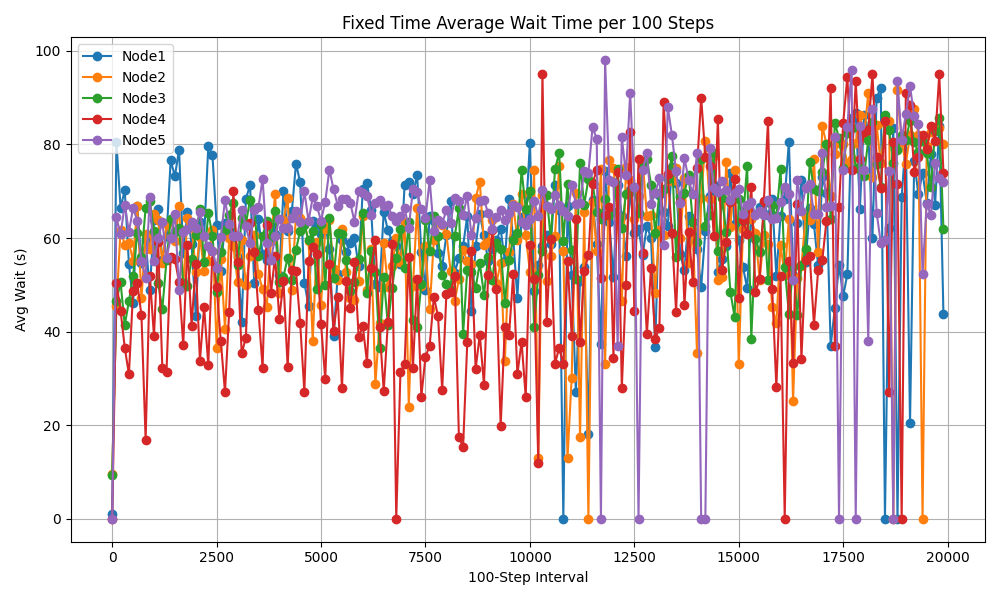 Fixed Time Average Wait Time per 100 Steps
Node1
Node2
Node3
Node4
Node5
Avg Wait (s)
100
80
60
40
20
0
0
2500
5000
7500
10000
12500
15000
17500
20000
100-Step Interval